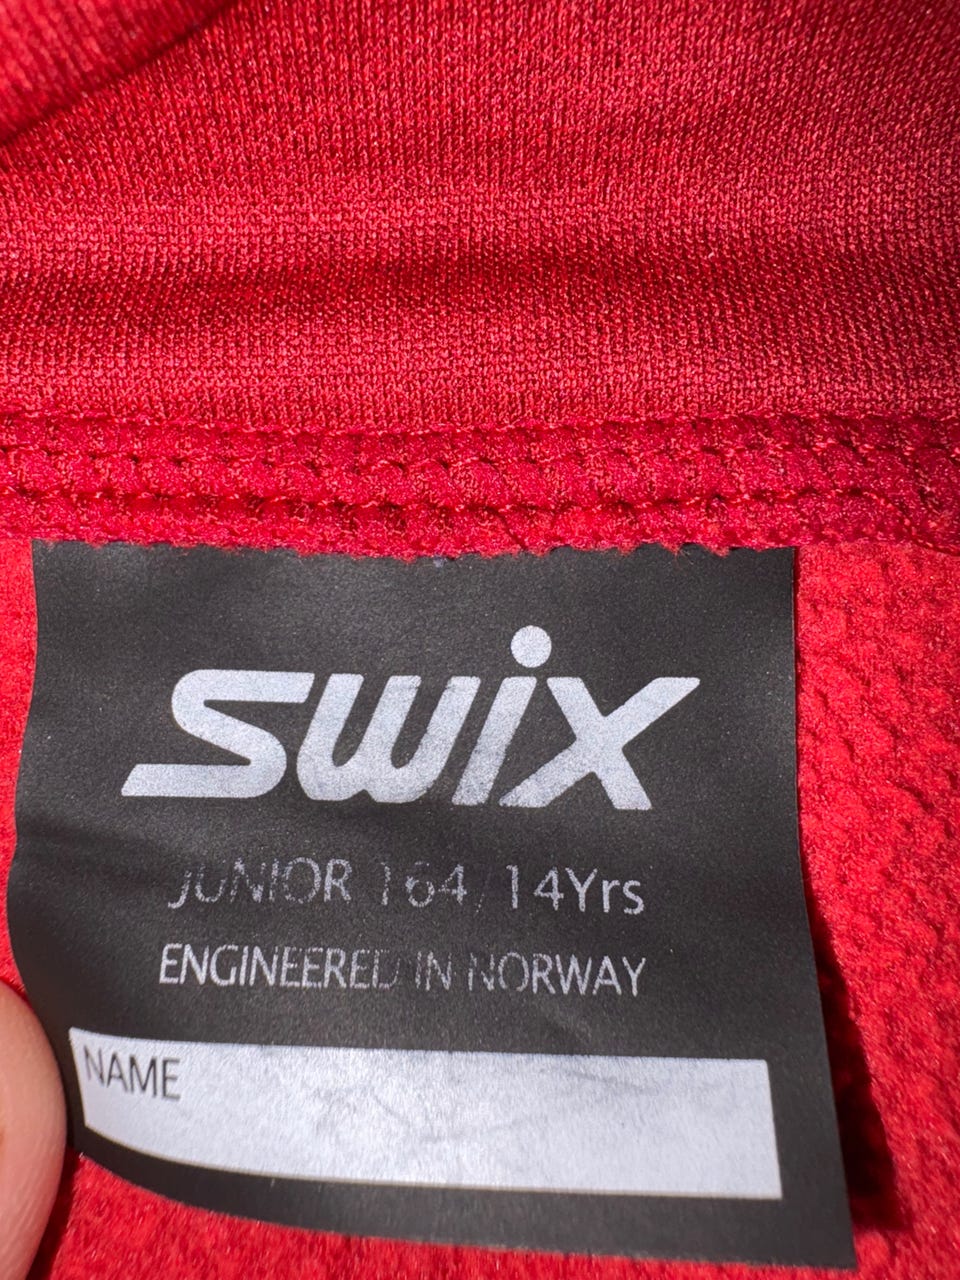 swix
JUNIOR 164/14Yrs
ENGINEERED IN NORWAY
NAME